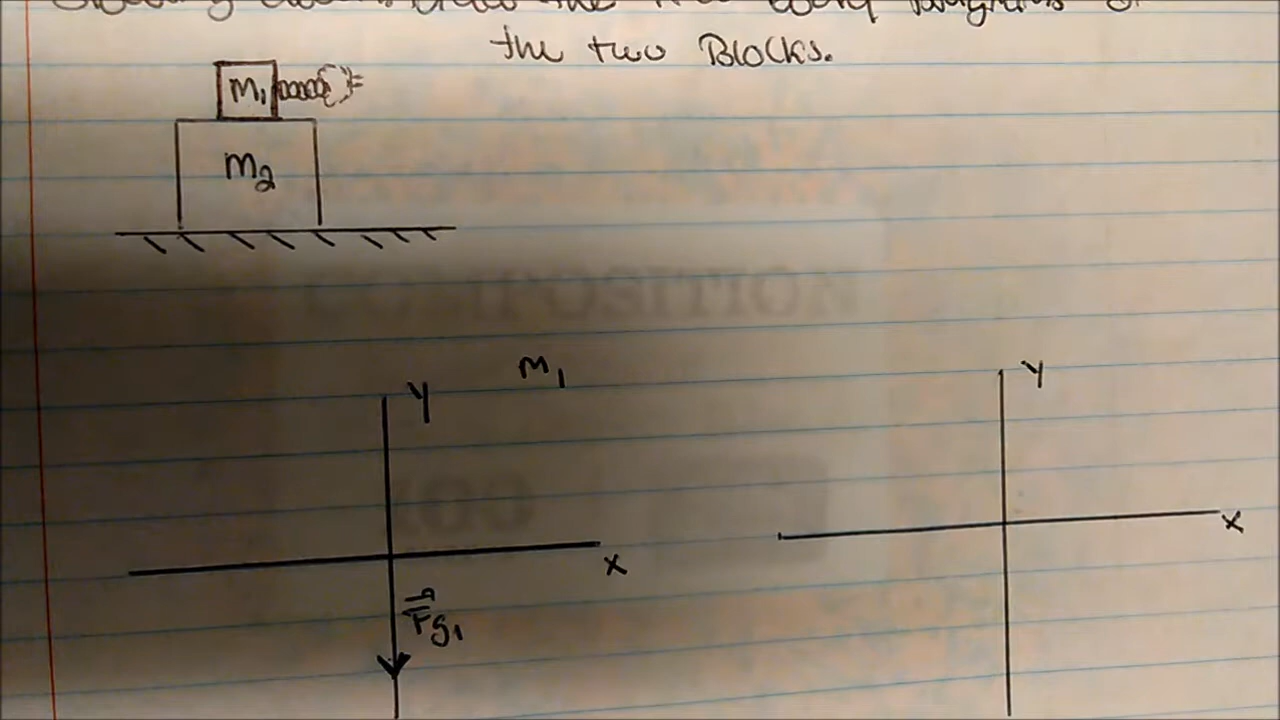 the two Blocks.
m₁
m₂
m₁
y
y
x
x
Fg₁